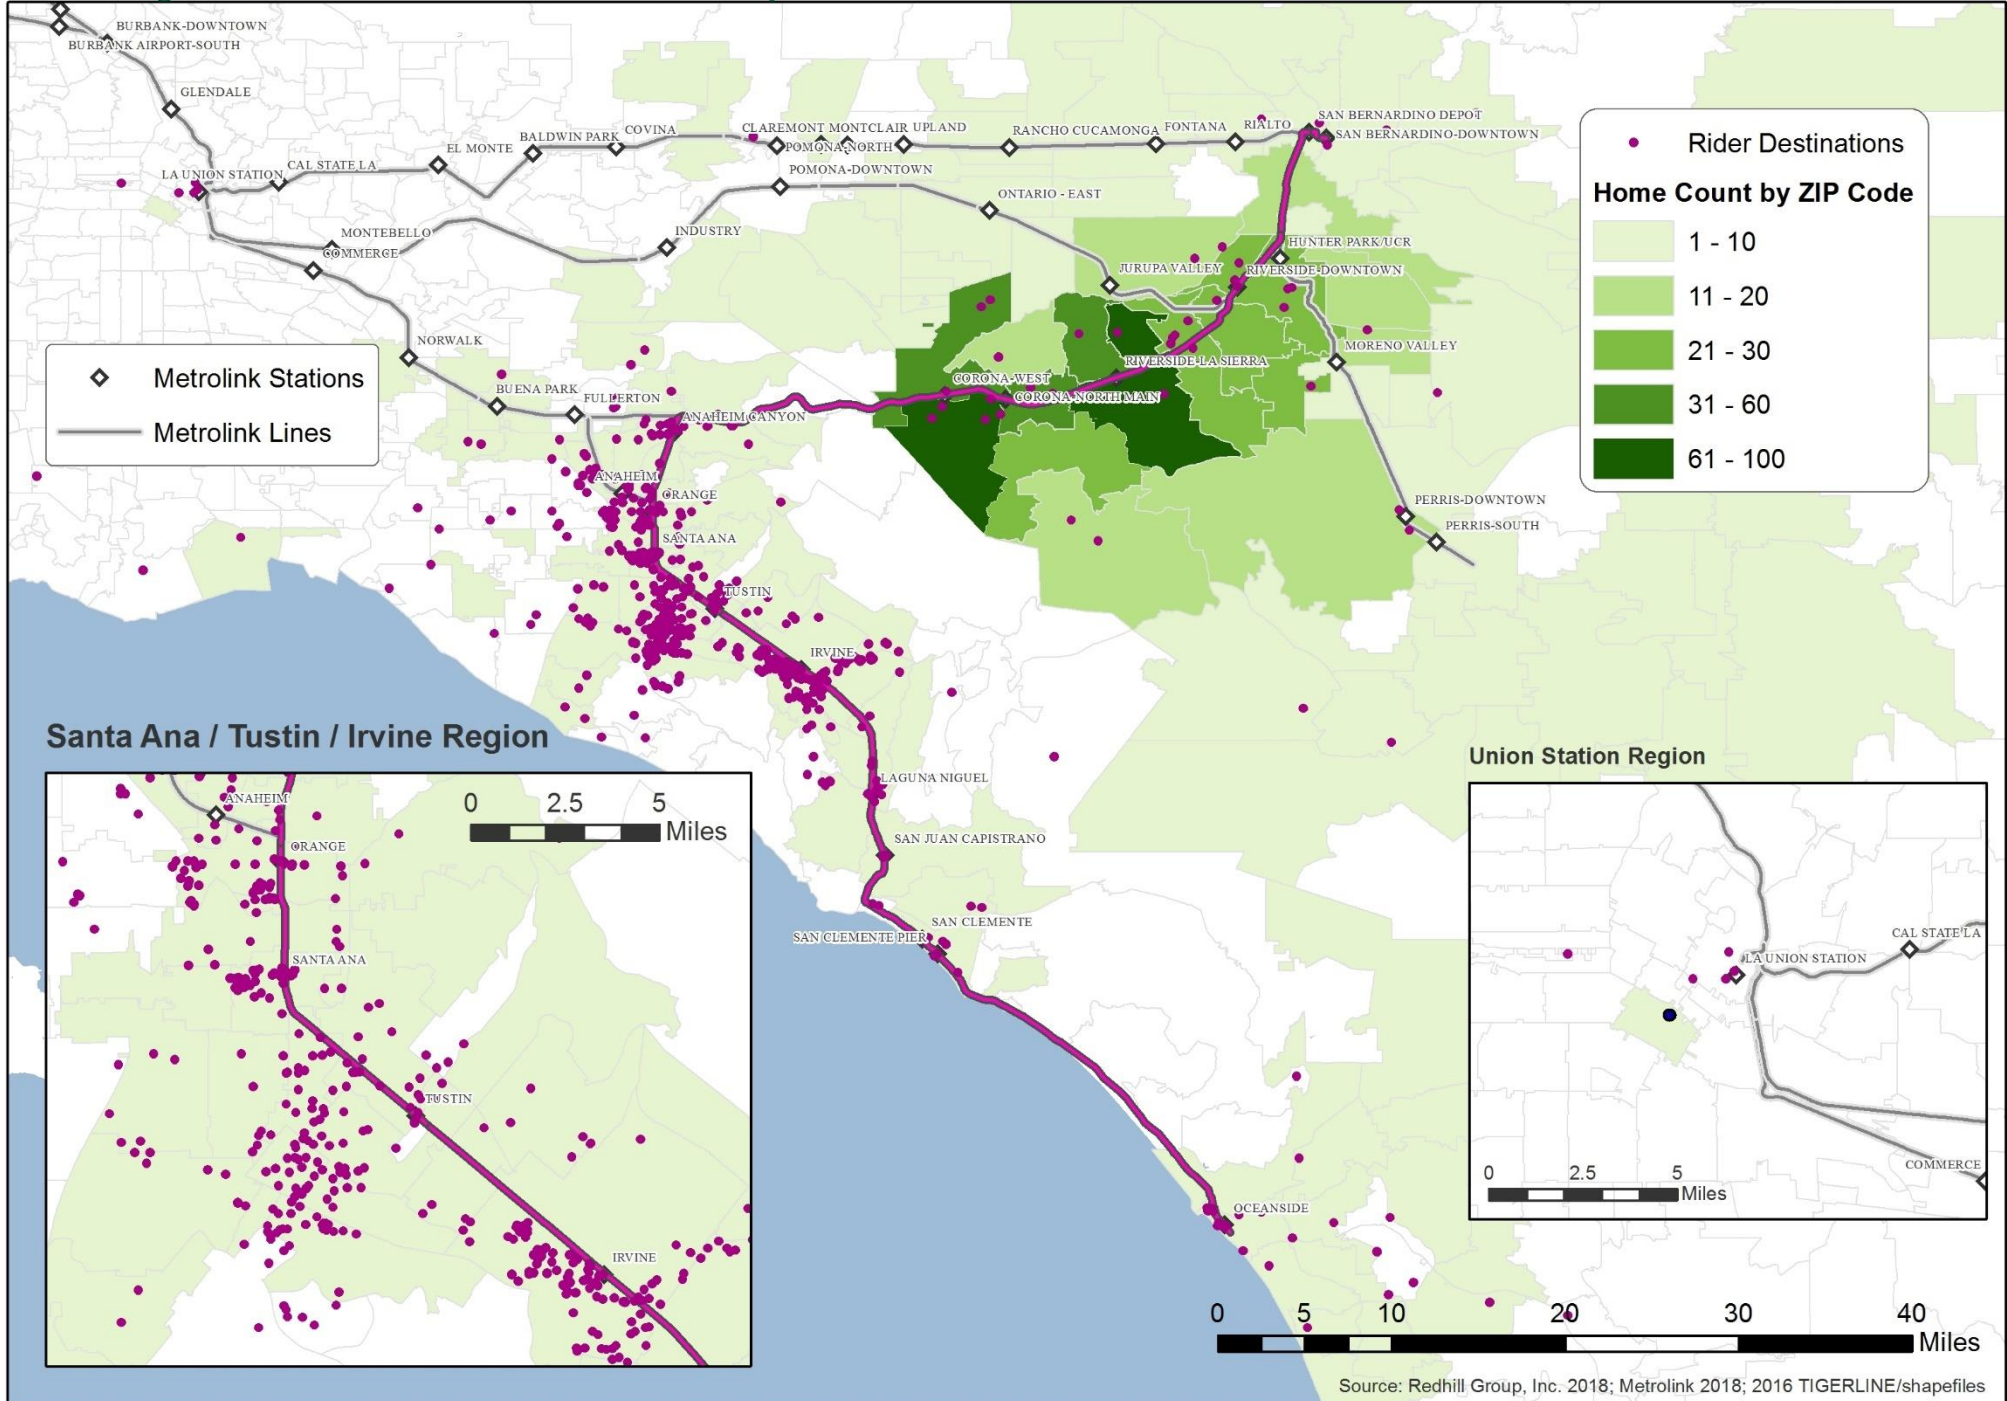 BURBANK-DOWNTOWN
BURBANK AIRPORT-SOUTH
GLENDALE
LA UNION STATION
CAL STATE LA
EL MONTE
BALDWIN PARK
COVINA
CLAREMONT MONTCLAIR UPLAND
POMONA-NORTH
POMONA-DOWNTOWN
RANCHO CUCAMONGA
FONTANA
RIALTO
SAN BERNARDINO DEPOT
SAN BERNARDINO-DOWNTOWN
ONTARIO - EAST
MONTEBELLO
COMMERCE
INDUSTRY
HUNTER PARK/UCR
JURUPA VALLEY
RIVERSIDE-DOWNTOWN
NORWALK
MORENO VALLEY
RIVERSIDE-LA SIERRA
CORONA-WEST
CORONA-NORTH MAIN
BUENA PARK
FULLERTON
ANAHEIM CANYON
ANAHEIM
ORANGE
SANTA ANA
TUSTIN
IRVINE
PERRIS-DOWNTOWN
PERRIS-SOUTH
LAGUNA NIGUEL
SAN JUAN CAPISTRANO
SAN CLEMENTE
SAN CLEMENTE PIER
OCEANSIDE
Rider Destinations
Home Count by ZIP Code
1 - 10
11 - 20
21 - 30
31 - 60
61 - 100
Metrolink Stations
Metrolink Lines
Santa Ana / Tustin / Irvine Region
0 2.5 5
Miles
ANAHEIM
ORANGE
SANTA ANA
TUSTIN
IRVINE
Union Station Region
CAL STATE LA
LA UNION STATION
COMMERCE
0 2.5 5
Miles
0 5 10 20 30 40
Miles
Source: Redhill Group, Inc. 2018; Metrolink 2018; 2016 TIGERLINE/shapefiles